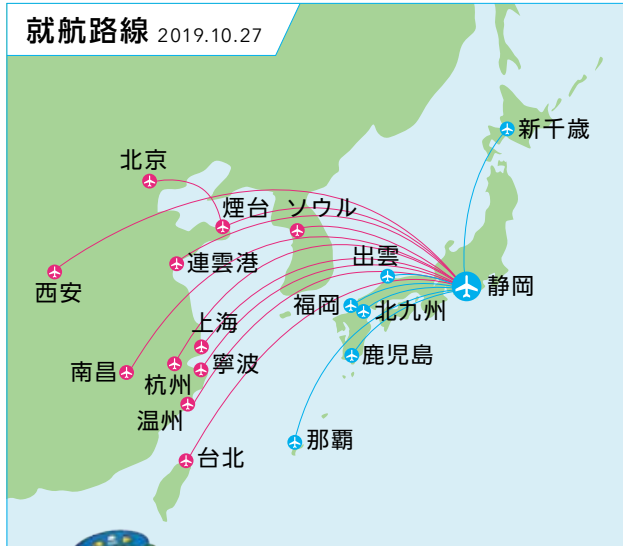 就航路線 2019.10.27
新千歳
北京
煙台
ソウル
連雲港
出雲
西安
静岡
福岡
北九州
上海
鹿児島
南昌
杭州
寧波
温州
那覇
台北